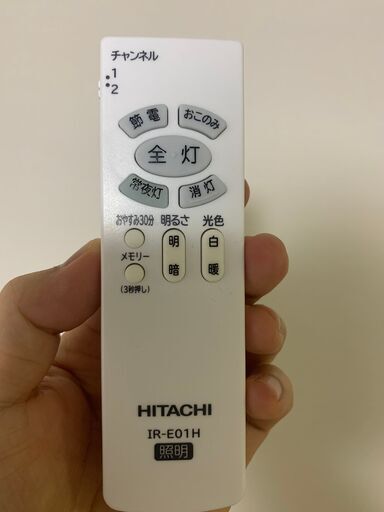 チャンネル
1
2
節電 おこのみ
全灯
常夜灯 消灯
おやすみ30分 明るさ 光色
明 白
メモリー
暗 暖
(3秒押し)
HITACHI
IR-E01H
照明